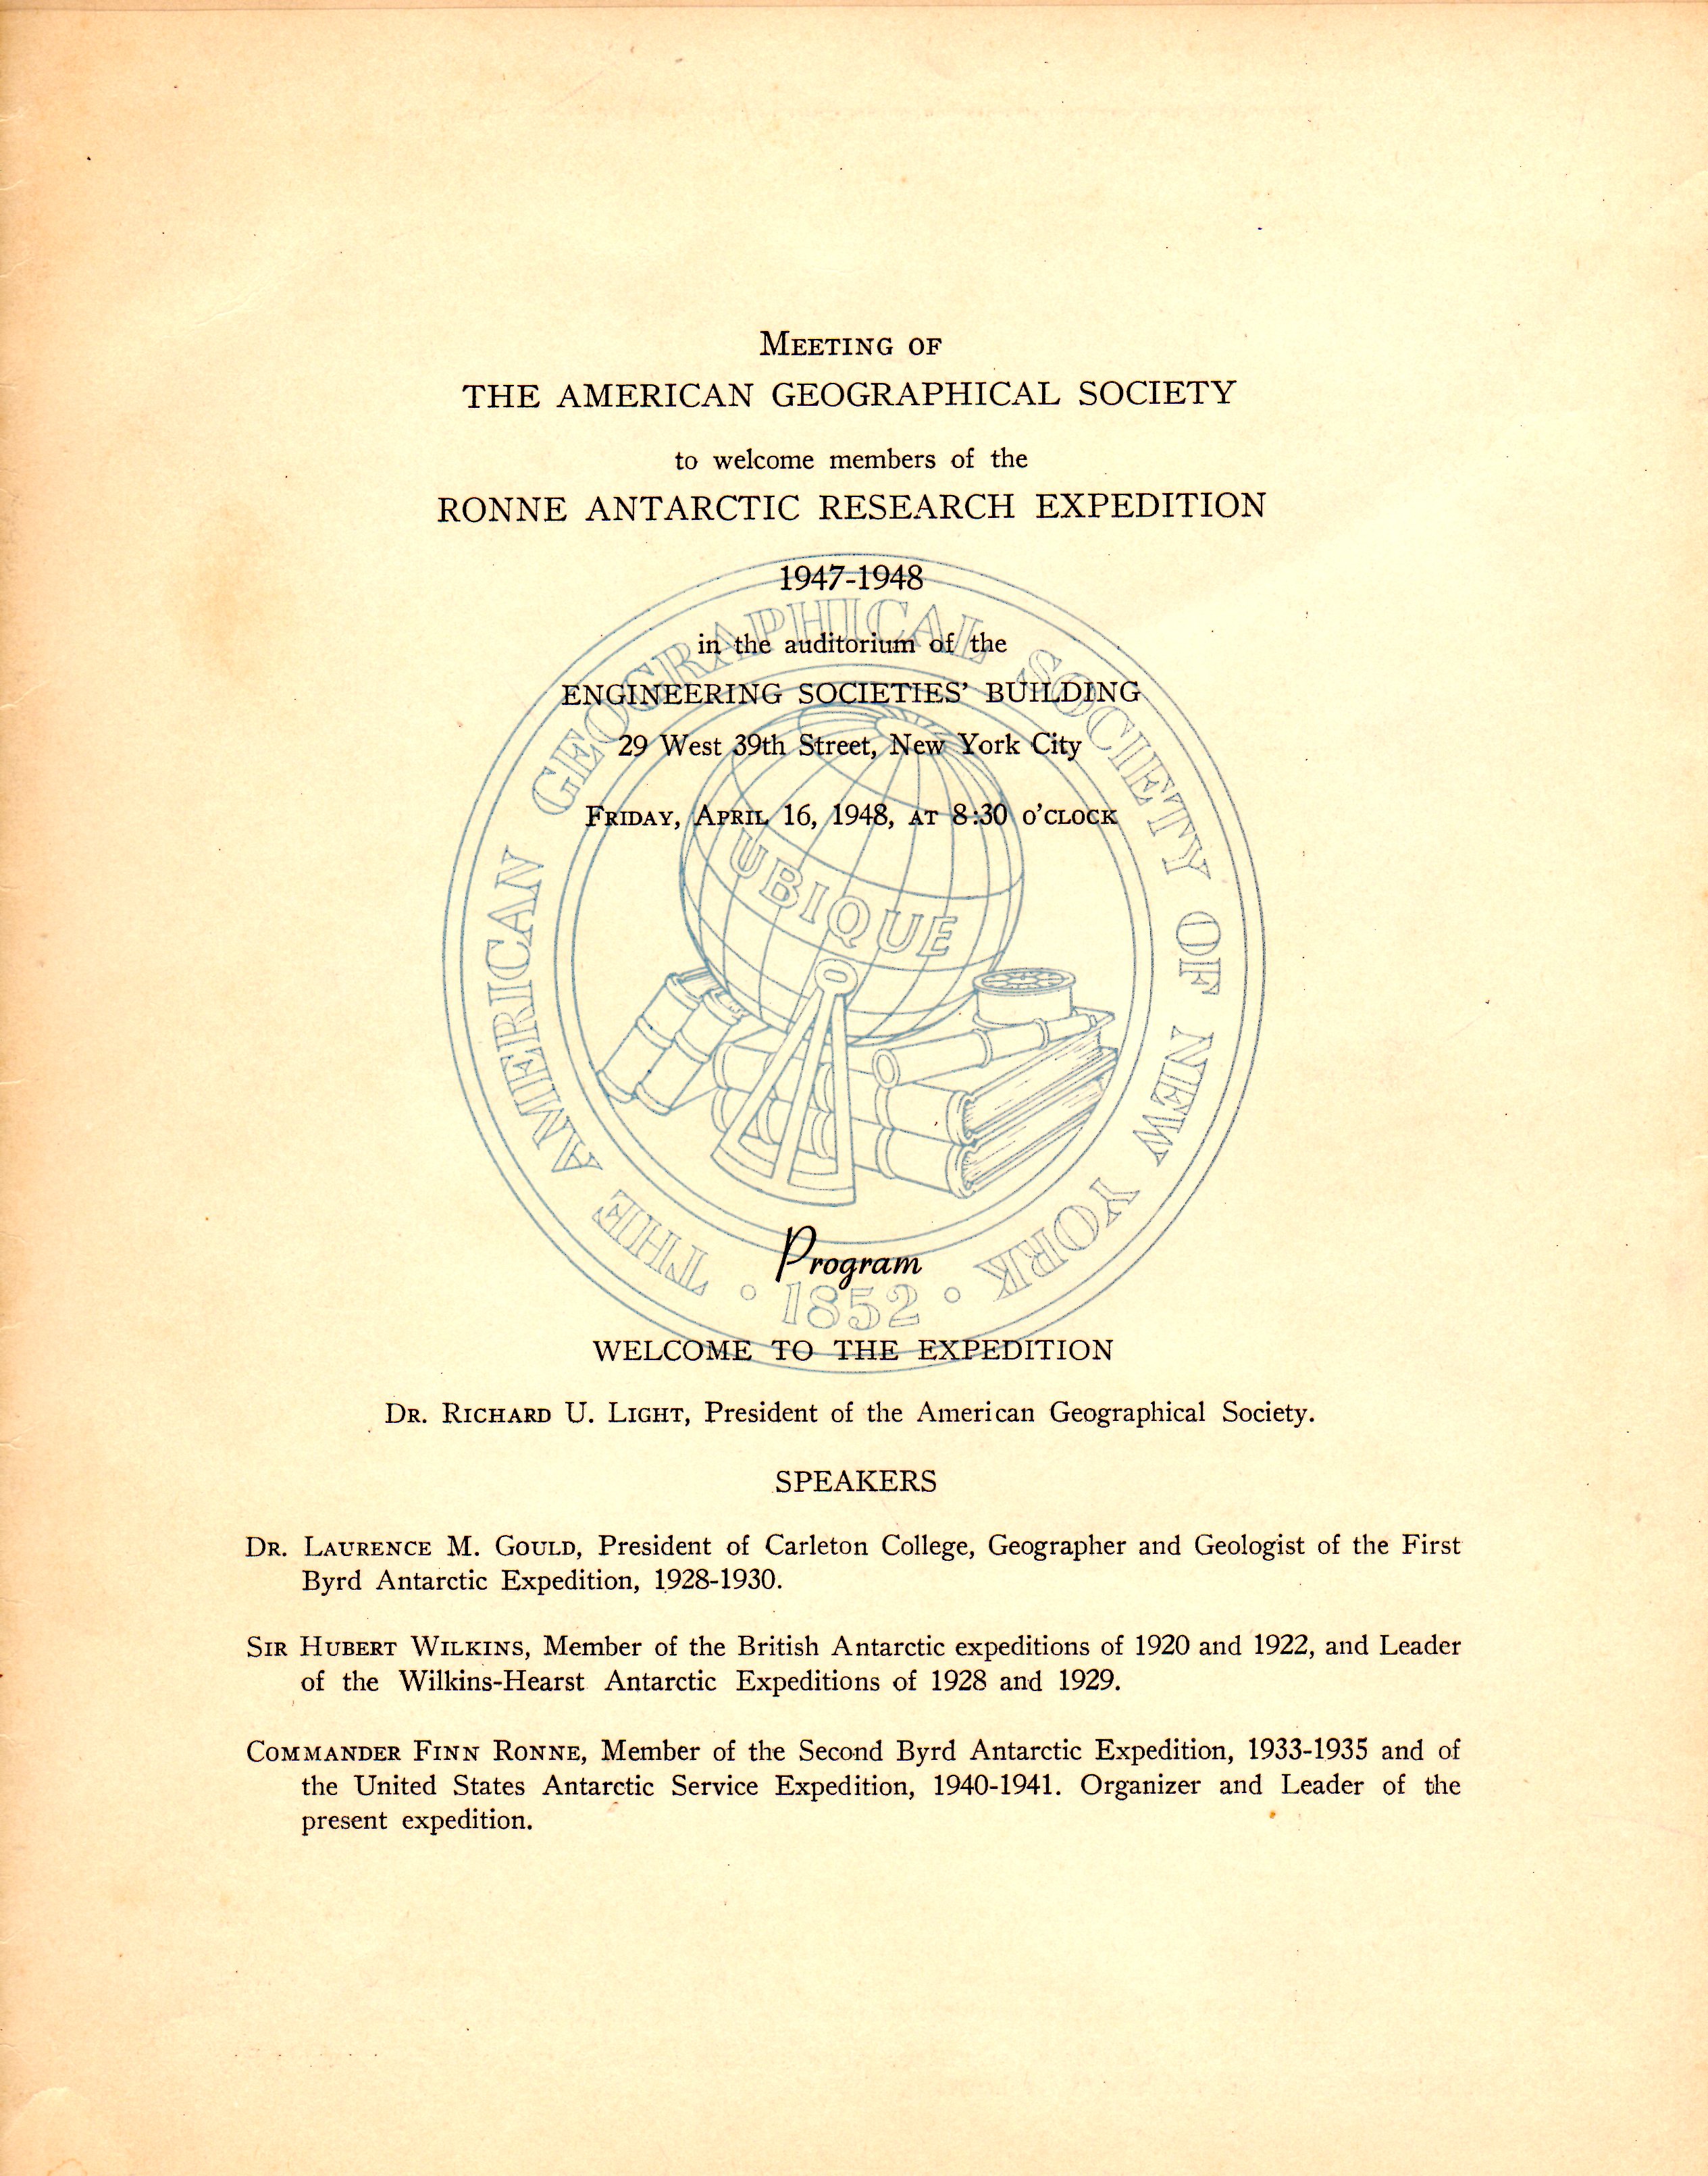 MEETING OF
THE AMERICAN GEOGRAPHICAL SOCIETY
to welcome members of the
RONNE ANTARCTIC RESEARCH EXPEDITION
1947-1948
in the auditorium of the
ENGINEERING SOCIETIES' BUILDING
29 West 39th Street, New York City
FRIDAY, APRIL 16, 1948, AT 8:30 O'CLOCK
THE AMERICAN GEOGRAPHICAL SOCIETY OF NEW YORK
UBIQUE
Program
• 1852 •
WELCOME TO THE EXPEDITION
DR. RICHARD U. LIGHT, President of the American Geographical Society.
SPEAKERS
DR. LAURENCE M. GOULD, President of Carleton College, Geographer and Geologist of the First
Byrd Antarctic Expedition, 1928-1930.
SIR HUBERT WILKINS, Member of the British Antarctic expeditions of 1920 and 1922, and Leader
of the Wilkins-Hearst Antarctic Expeditions of 1928 and 1929.
COMMANDER FINN RONNE, Member of the Second Byrd Antarctic Expedition, 1933-1935 and of
the United States Antarctic Service Expedition, 1940-1941. Organizer and Leader of the
present expedition.